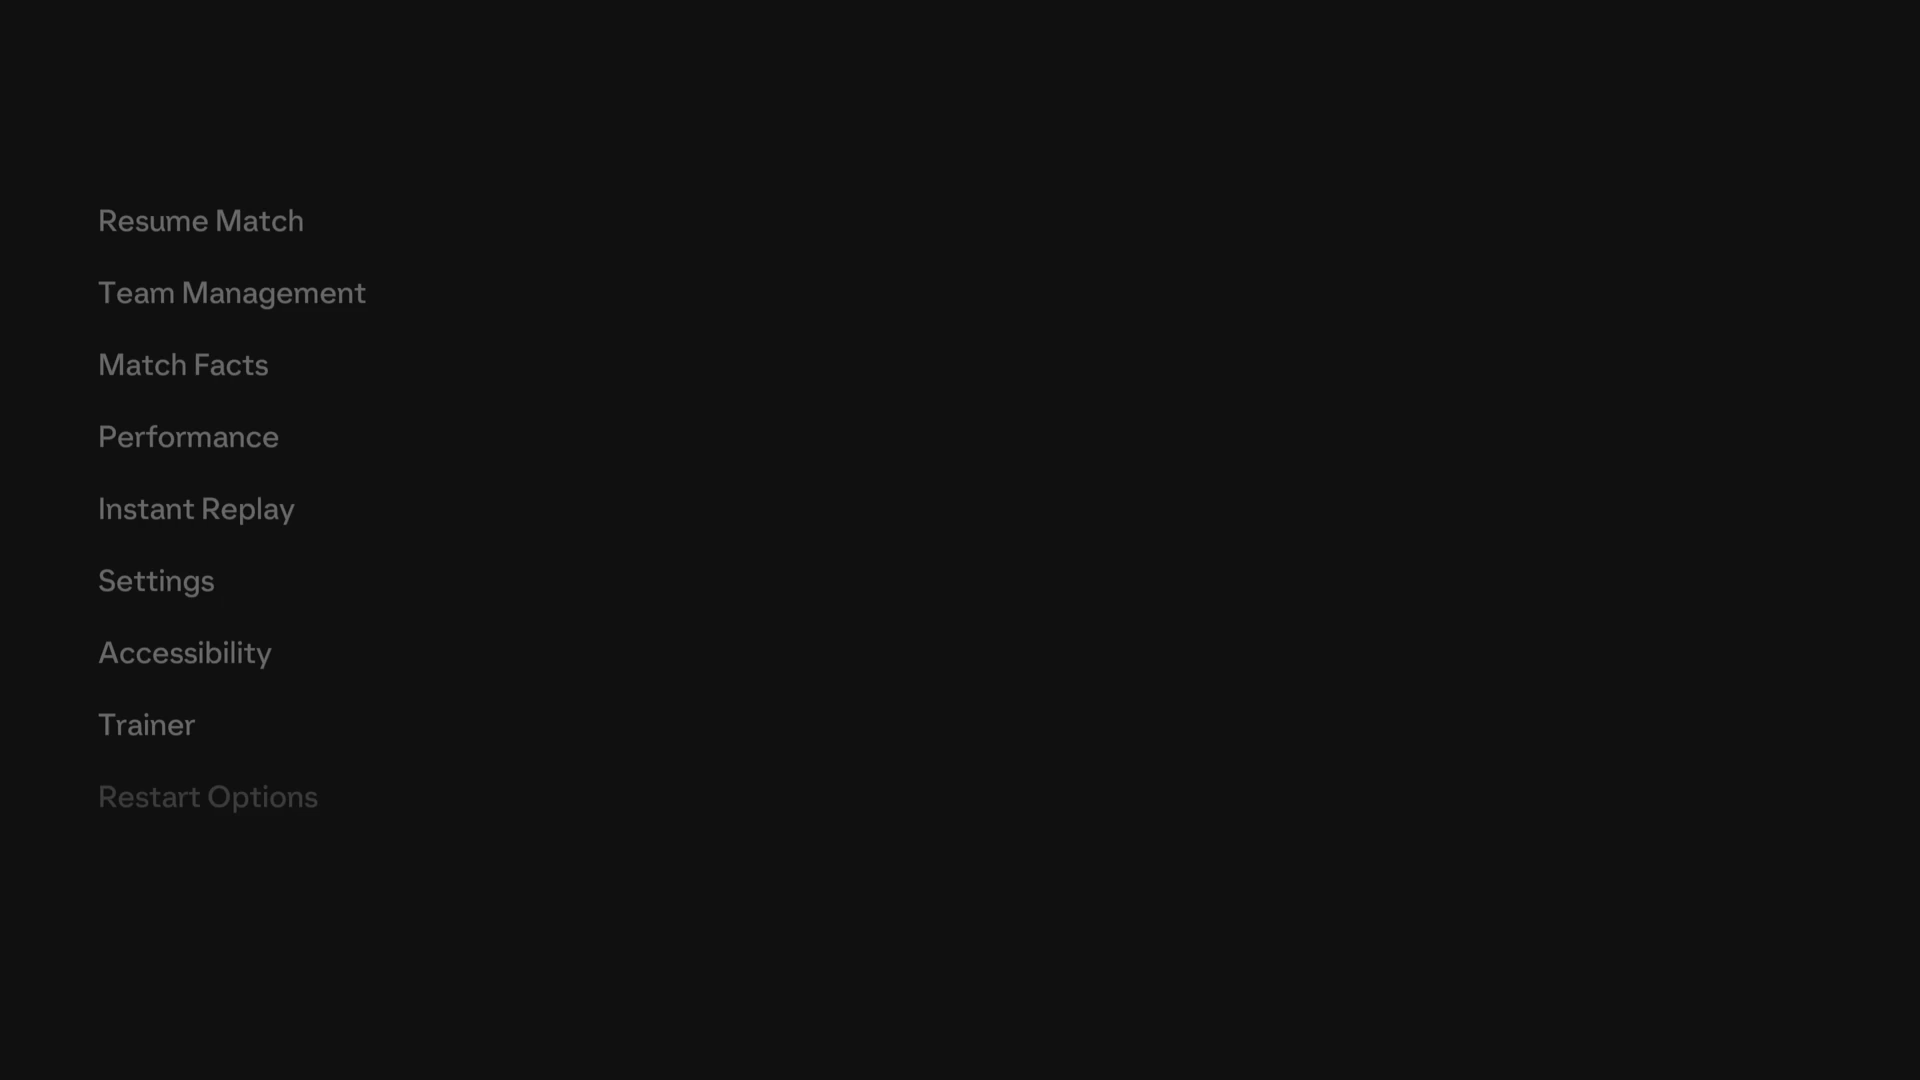 Resume Match
Team Management
Match Facts
Performance
Instant Replay
Settings
Accessibility
Trainer
Restart Options